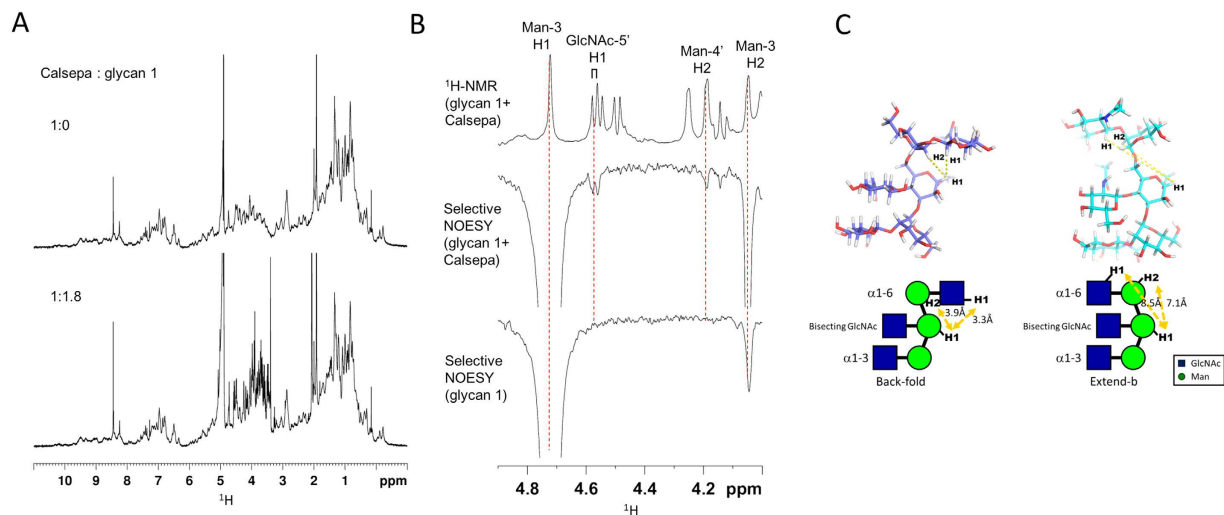 A
Calsepa : glycan 1
1:0
1:1.8
10 9 8 7 6 5 4 3 2 1 ppm
¹H
B
Man-3
H1
GlcNAc-5'
H1
Man-4'
H2
Man-3
H2
¹H-NMR
(glycan 1+
Calsepa)
Selective
NOESY
(glycan 1+
Calsepa)
Selective
NOESY
(glycan 1)
4.8 4.6 4.4 4.2 ppm
¹H
C
H2
H1
H1
H2
H1
H1
α1-6
H2
H1
3.9Å
3.3Å
Bisecting GlcNAc
H1
α1-3
Back-fold
H1
H2
α1-6
8.5Å 7.1Å
Bisecting GlcNAc
H1
α1-3
Extend-b
GlcNAc
Man